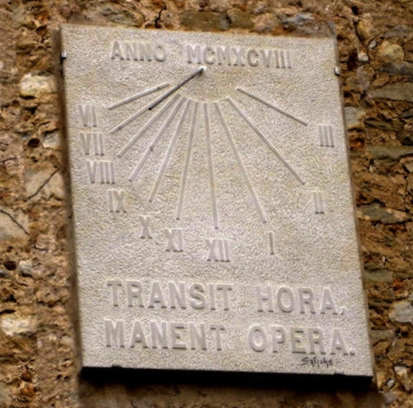 ANNO MCMXCVIII
VI
VII
VIII
IX
X
XI
XII
I
II
III
TRANSIT HORA.
MANENT OPERA.